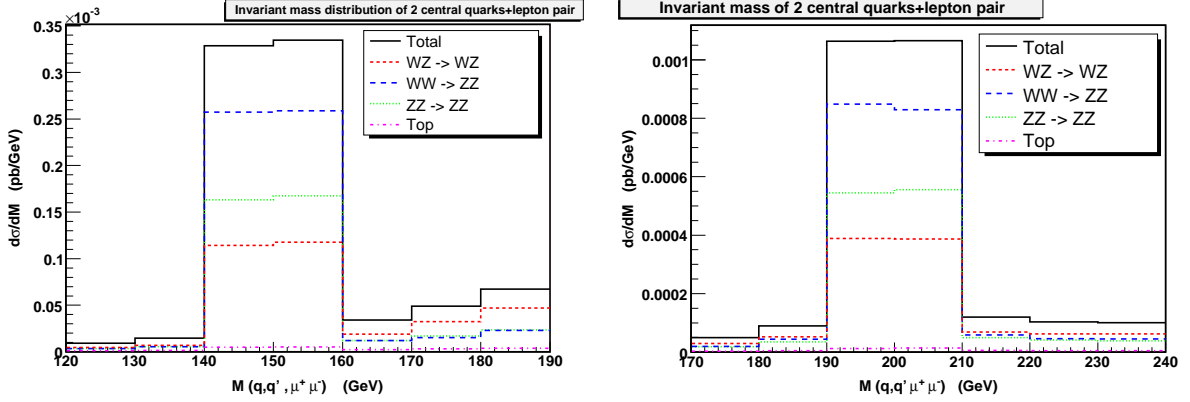 Invariant mass distribution of 2 central quarks+lepton pair
×10⁻³
0.35
0.3
0.25
0.2
0.15
0.1
0.05
0
dσ/dM (pb/GeV)
Total
WZ -> WZ
WW -> ZZ
ZZ -> ZZ
Top
120 130 140 150 160 170 180 190
M (q,q' , μ⁺ μ⁻) (GeV)
Invariant mass of 2 central quarks+lepton pair
0.001
0.0008
0.0006
0.0004
0.0002
0
dσ/dM (pb/GeV)
Total
WZ -> WZ
WW -> ZZ
ZZ -> ZZ
Top
170 180 190 200 210 220 230 240
M (q,q' μ⁺ μ⁻) (GeV)